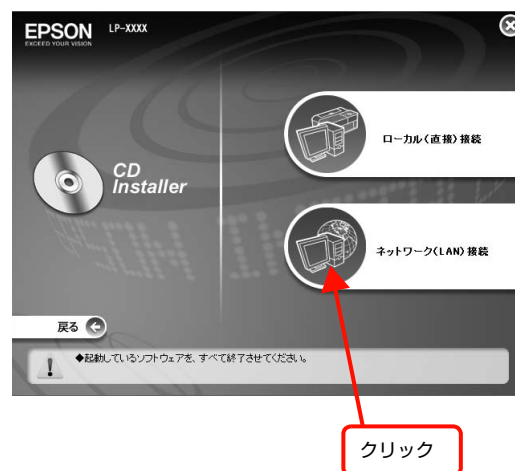 EPSON LP-XXXX
EXCEED YOUR VISION
ローカル(直接)接続
CD
Installer
ネットワーク(LAN)接続
戻る
◆起動しているソフトウェアを、すべて終了させてください。
クリック